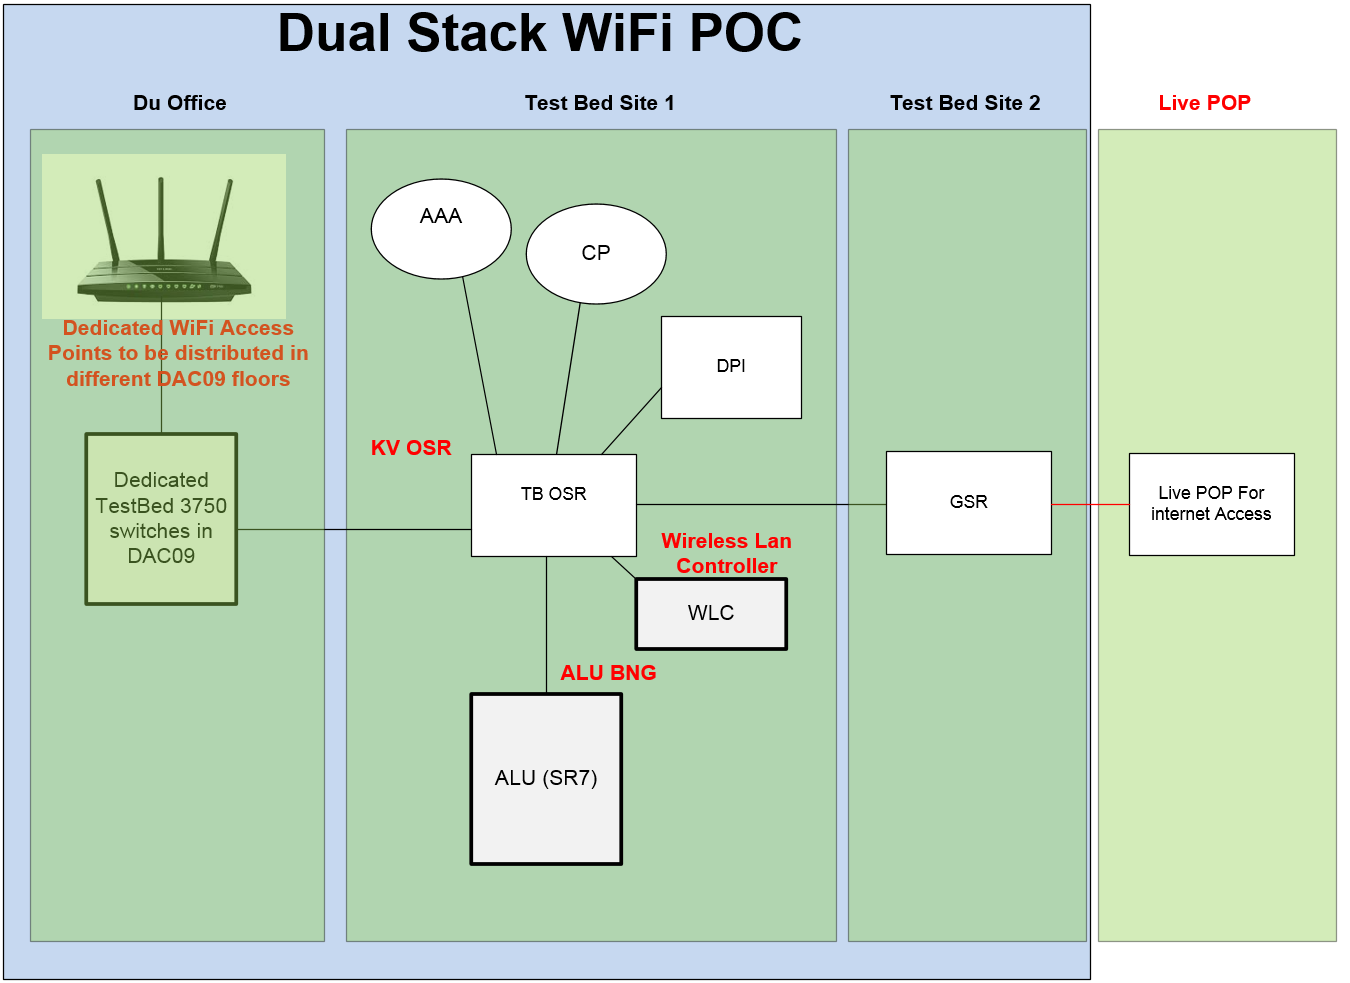 Dual Stack WiFi POC
Du Office
Test Bed Site 1
Test Bed Site 2
Live POP
Dedicated WiFi Access
Points to be distributed in
different DAC09 floors
Dedicated
TestBed 3750
switches in
DAC09
AAA
CP
DPI
KV OSR
TB OSR
Wireless Lan
Controller
WLC
ALU BNG
ALU (SR7)
GSR
Live POP For
internet Access